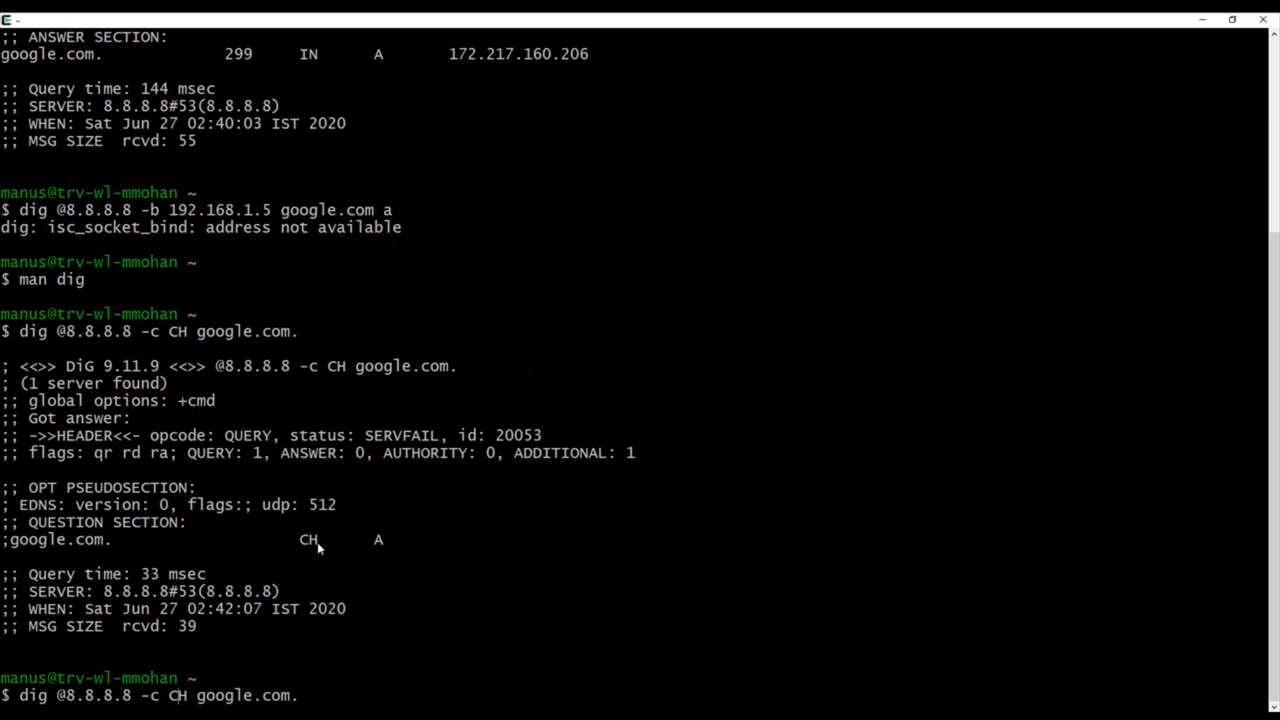 ~
;; ANSWER SECTION:
google.com. 299 IN A 172.217.160.206
;; Query time: 144 msec
;; SERVER: 8.8.8.8#53(8.8.8.8)
;; WHEN: Sat Jun 27 02:40:03 IST 2020
;; MSG SIZE rcvd: 55
manus@trv-wl-mmohan ~
$ dig @8.8.8.8 -b 192.168.1.5 google.com a
dig: isc_socket_bind: address not available
manus@trv-wl-mmohan ~
$ man dig
manus@trv-wl-mmohan ~
$ dig @8.8.8.8 -c CH google.com.
; <<>> DiG 9.11.9 <<>> @8.8.8.8 -c CH google.com.
; (1 server found)
;; global options: +cmd
;; Got answer:
;; ->>HEADER<<- opcode: QUERY, status: SERVFAIL, id: 20053
;; flags: qr rd ra; QUERY: 1, ANSWER: 0, AUTHORITY: 0, ADDITIONAL: 1
;; OPT PSEUDOSECTION:
; EDNS: version: 0, flags:; udp: 512
;; QUESTION SECTION:
;google.com. CH A
;; Query time: 33 msec
;; SERVER: 8.8.8.8#53(8.8.8.8)
;; WHEN: Sat Jun 27 02:42:07 IST 2020
;; MSG SIZE rcvd: 39
manus@trv-wl-mmohan ~
$ dig @8.8.8.8 -c CH google.com.